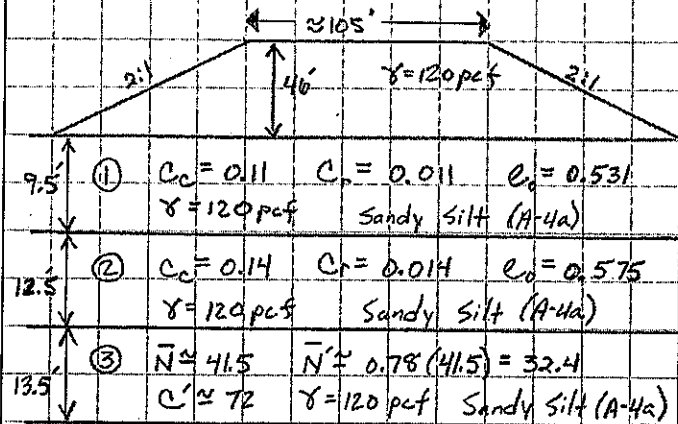 ≈105'
2:1
46'
γ=120 pcf
2:1
9.5'
① Cc = 0.11 Cr = 0.011 e₀ = 0.531
γ=120 pcf Sandy Silt (A-4a)
12.5'
② Cc = 0.14 Cr = 0.014 e₀ = 0.575
γ=120 pcf Sandy Silt (A-4a)
13.5'
③ N̄ ≈ 41.5 N̄' ≈ 0.78 (41.5) = 32.4
C' ≈ 72 γ=120 pcf Sandy Silt (A-4a)